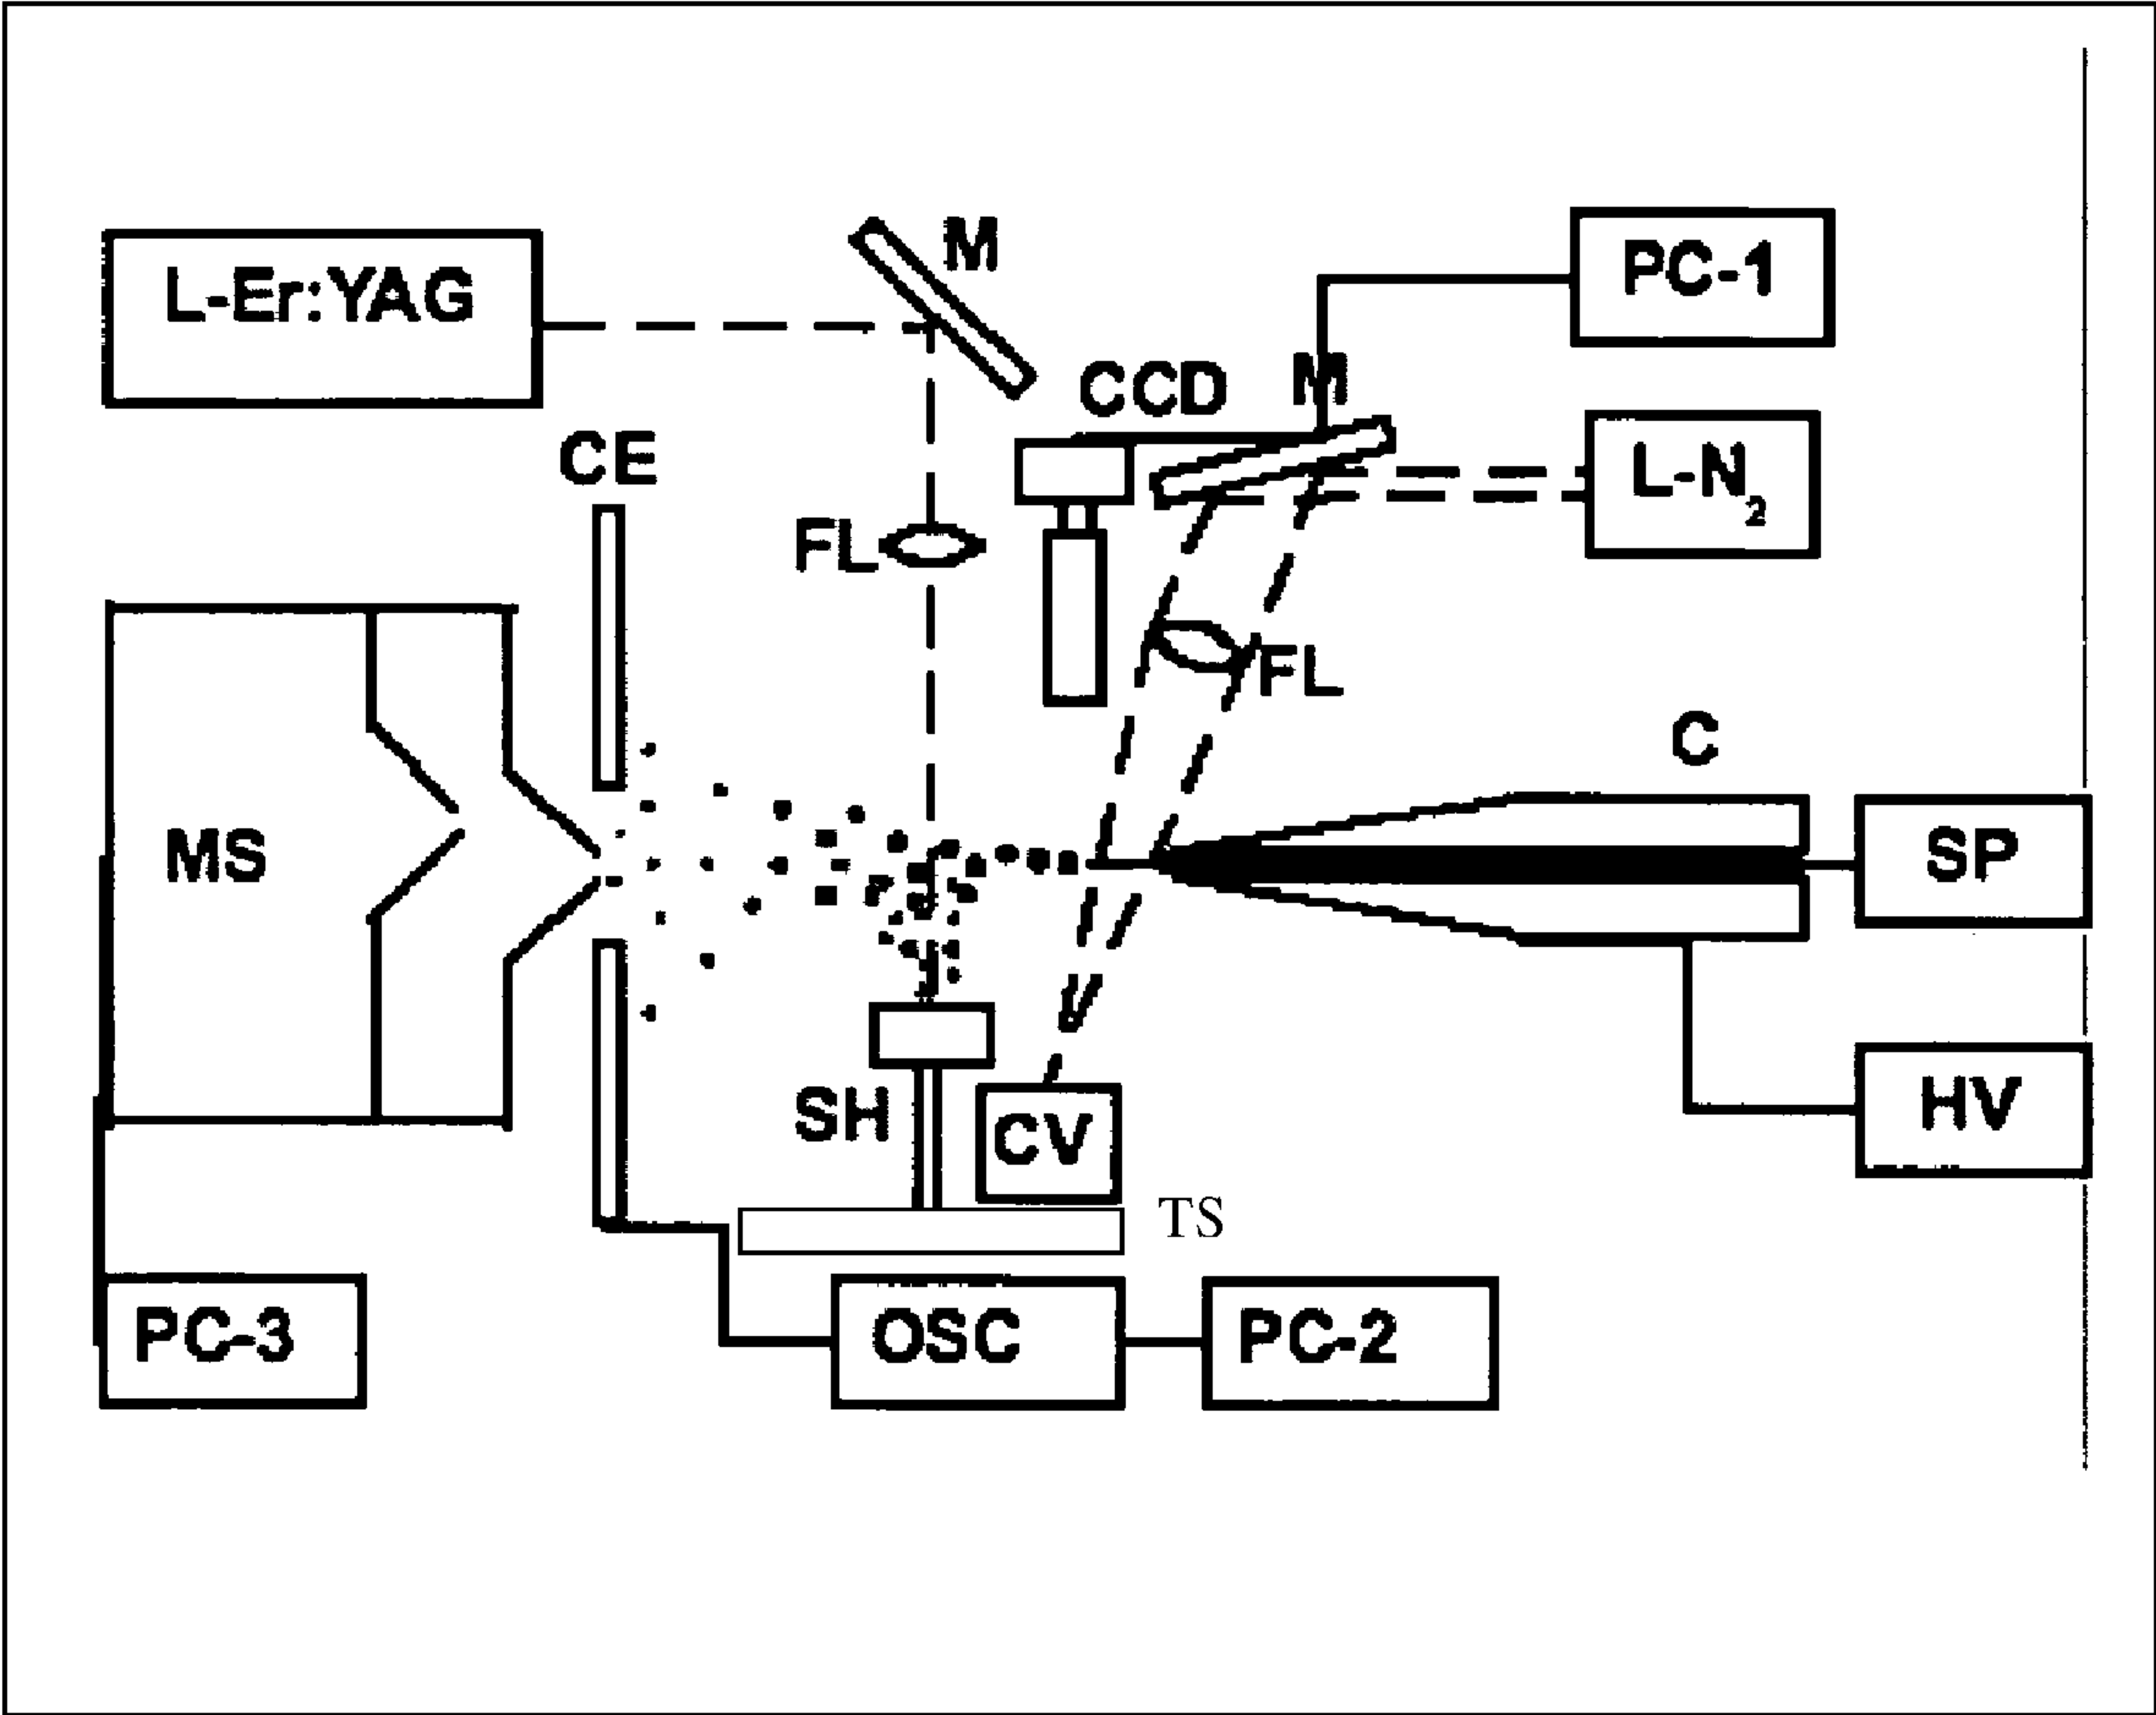 L-Er:YAG
M
PC-1
CCD
M
CE
L-N2
FL
FL
C
MS
SP
SH
CV
HV
TS
PC-3
OSC
PC-2